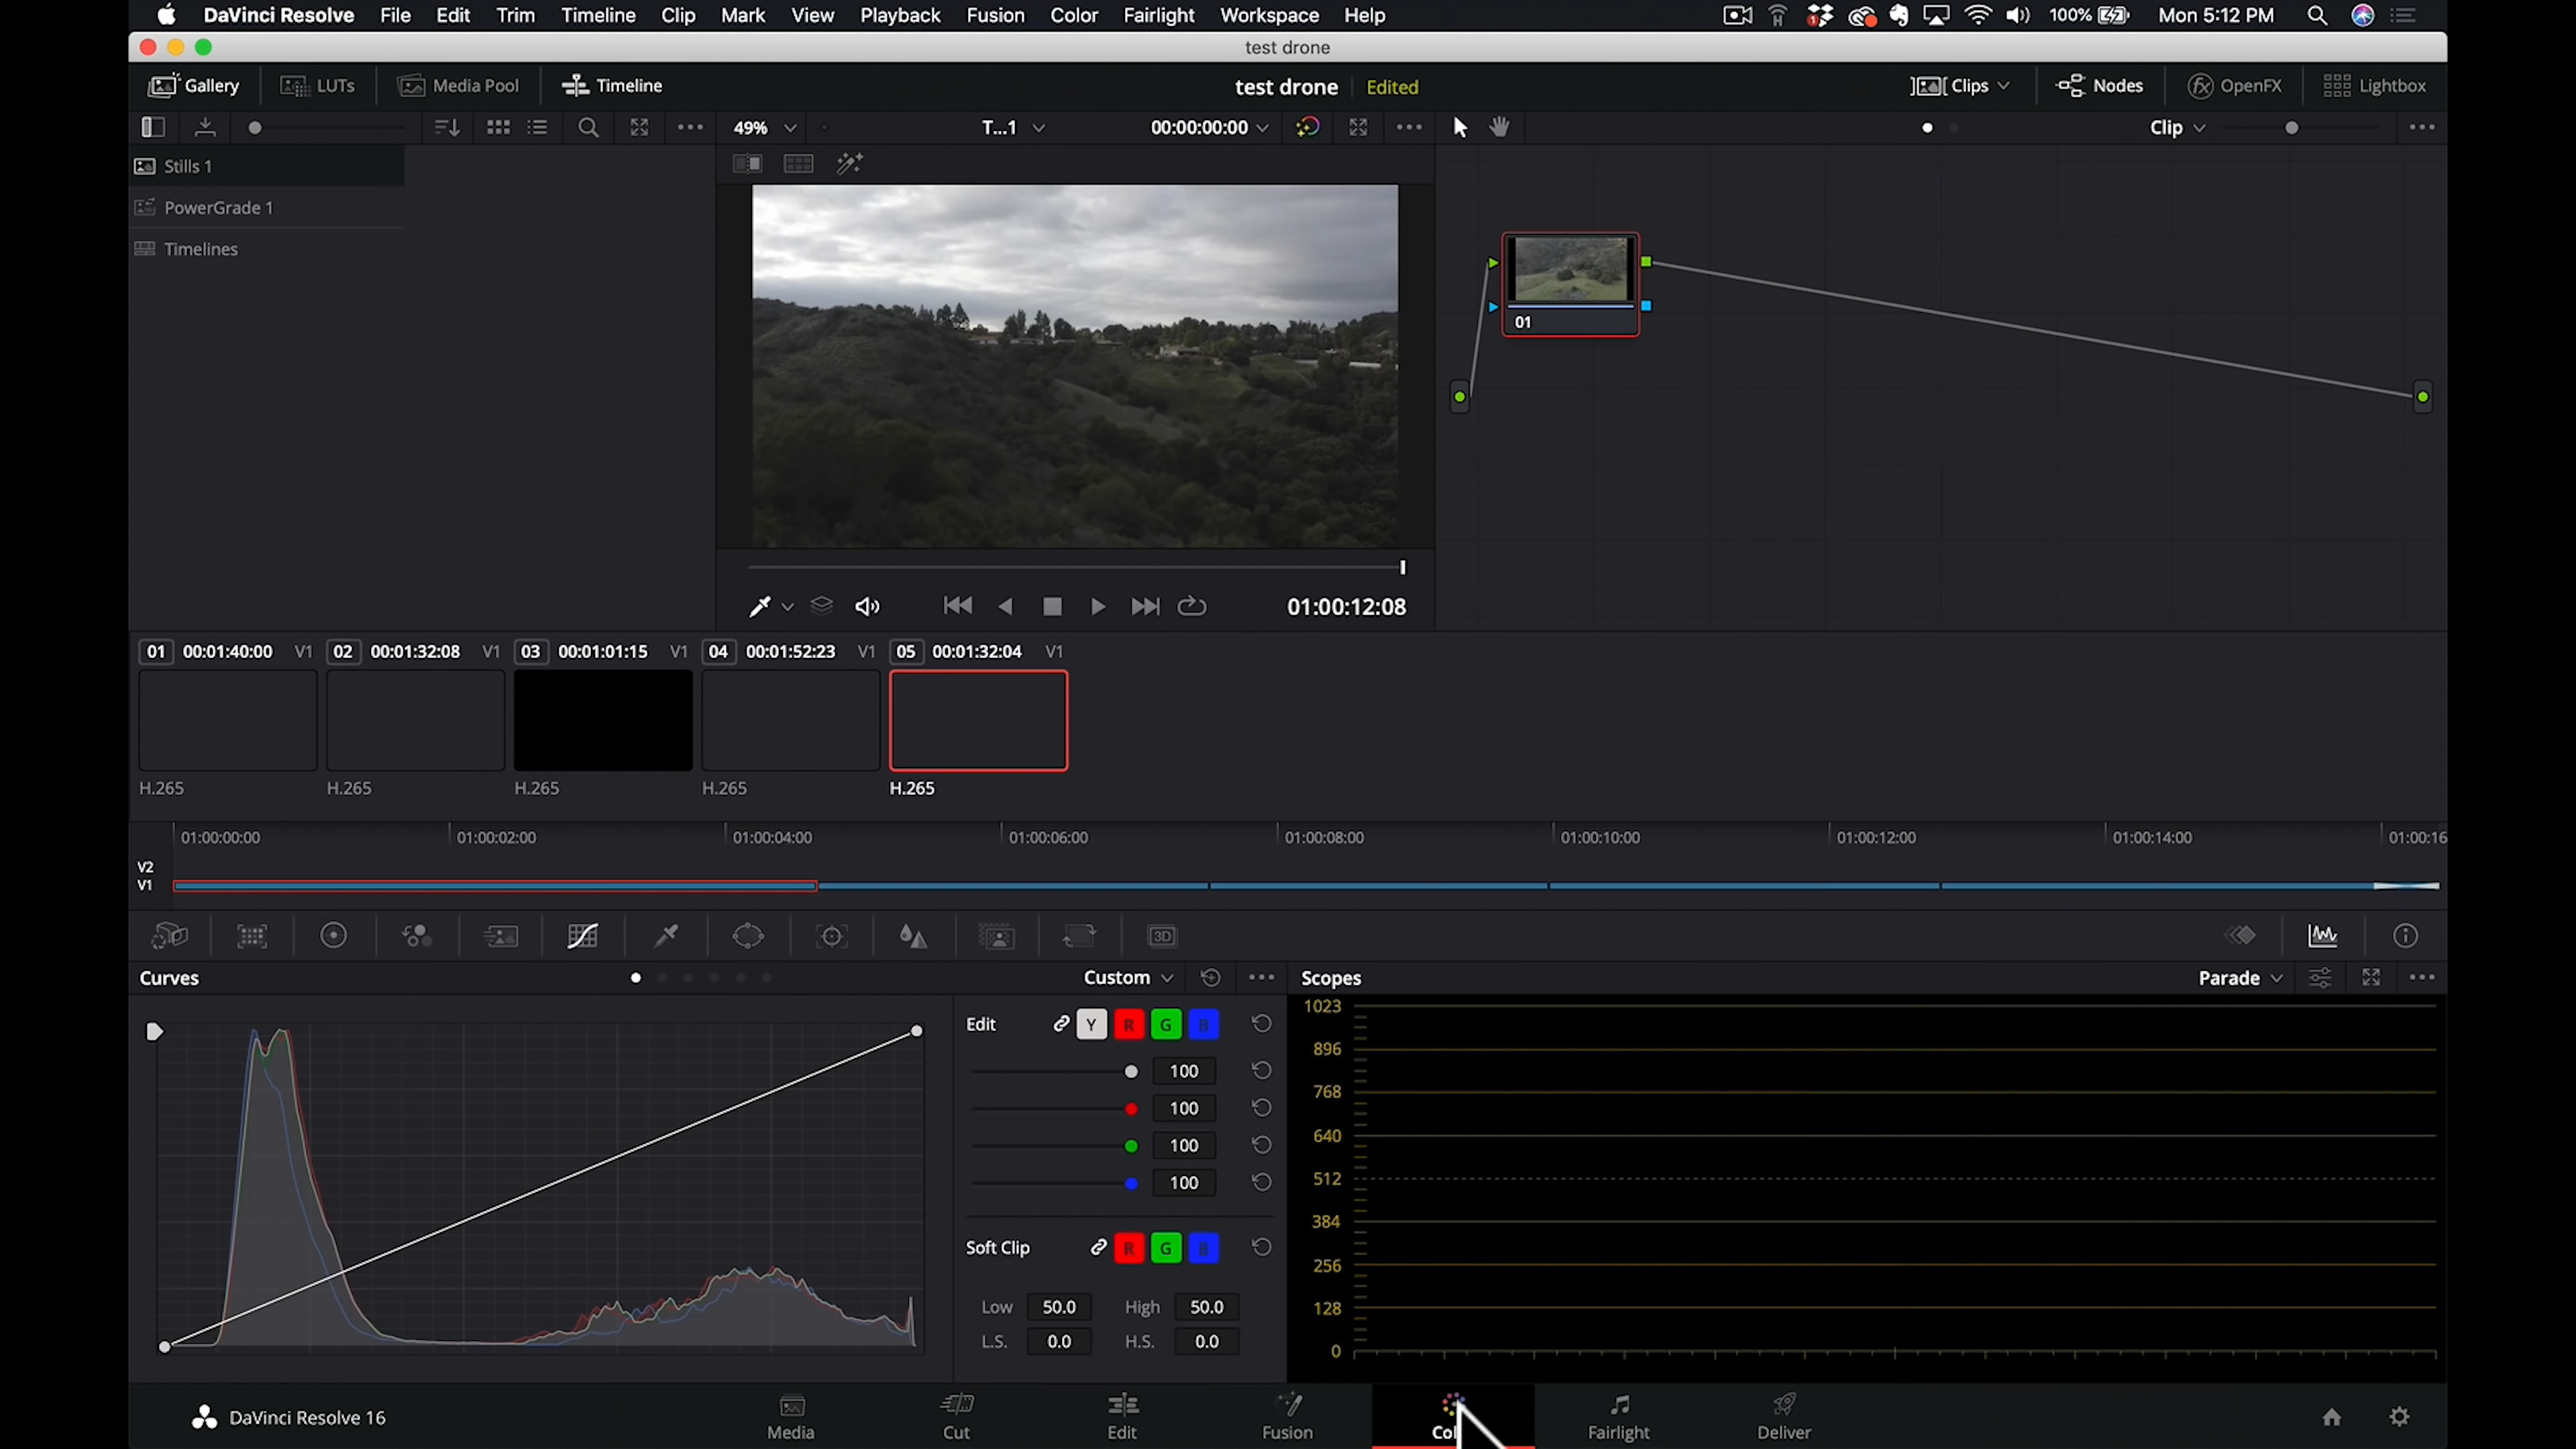 DaVinci Resolve File Edit Trim Timeline Clip Mark View Playback Fusion Color Fairlight Workspace Help 1 100% Mon 5:12 PM
test drone
Gallery LUTs Media Pool Timeline test drone Edited Clips Nodes OpenFX Lightbox
49% T...1 00:00:00:00 Clip
Stills 1
PowerGrade 1
Timelines
01
01:00:12:08
01 00:01:40:00 V1 02 00:01:32:08 V1 03 00:01:01:15 V1 04 00:01:52:23 V1 05 00:01:32:04 V1
H.265 H.265 H.265 H.265 H.265
01:00:00:00 01:00:02:00 01:00:04:00 01:00:06:00 01:00:08:00 01:00:10:00 01:00:12:00 01:00:14:00 01:00:16
V2
V1
3D
Curves Custom Scopes Parade
Edit Y R G B
100
100
100
100
Soft Clip R G B
Low 50.0 High 50.0
L.S. 0.0 H.S. 0.0
1023
896
768
640
512
384
256
128
0
DaVinci Resolve 16 Media Cut Edit Fusion Col Fairlight Deliver